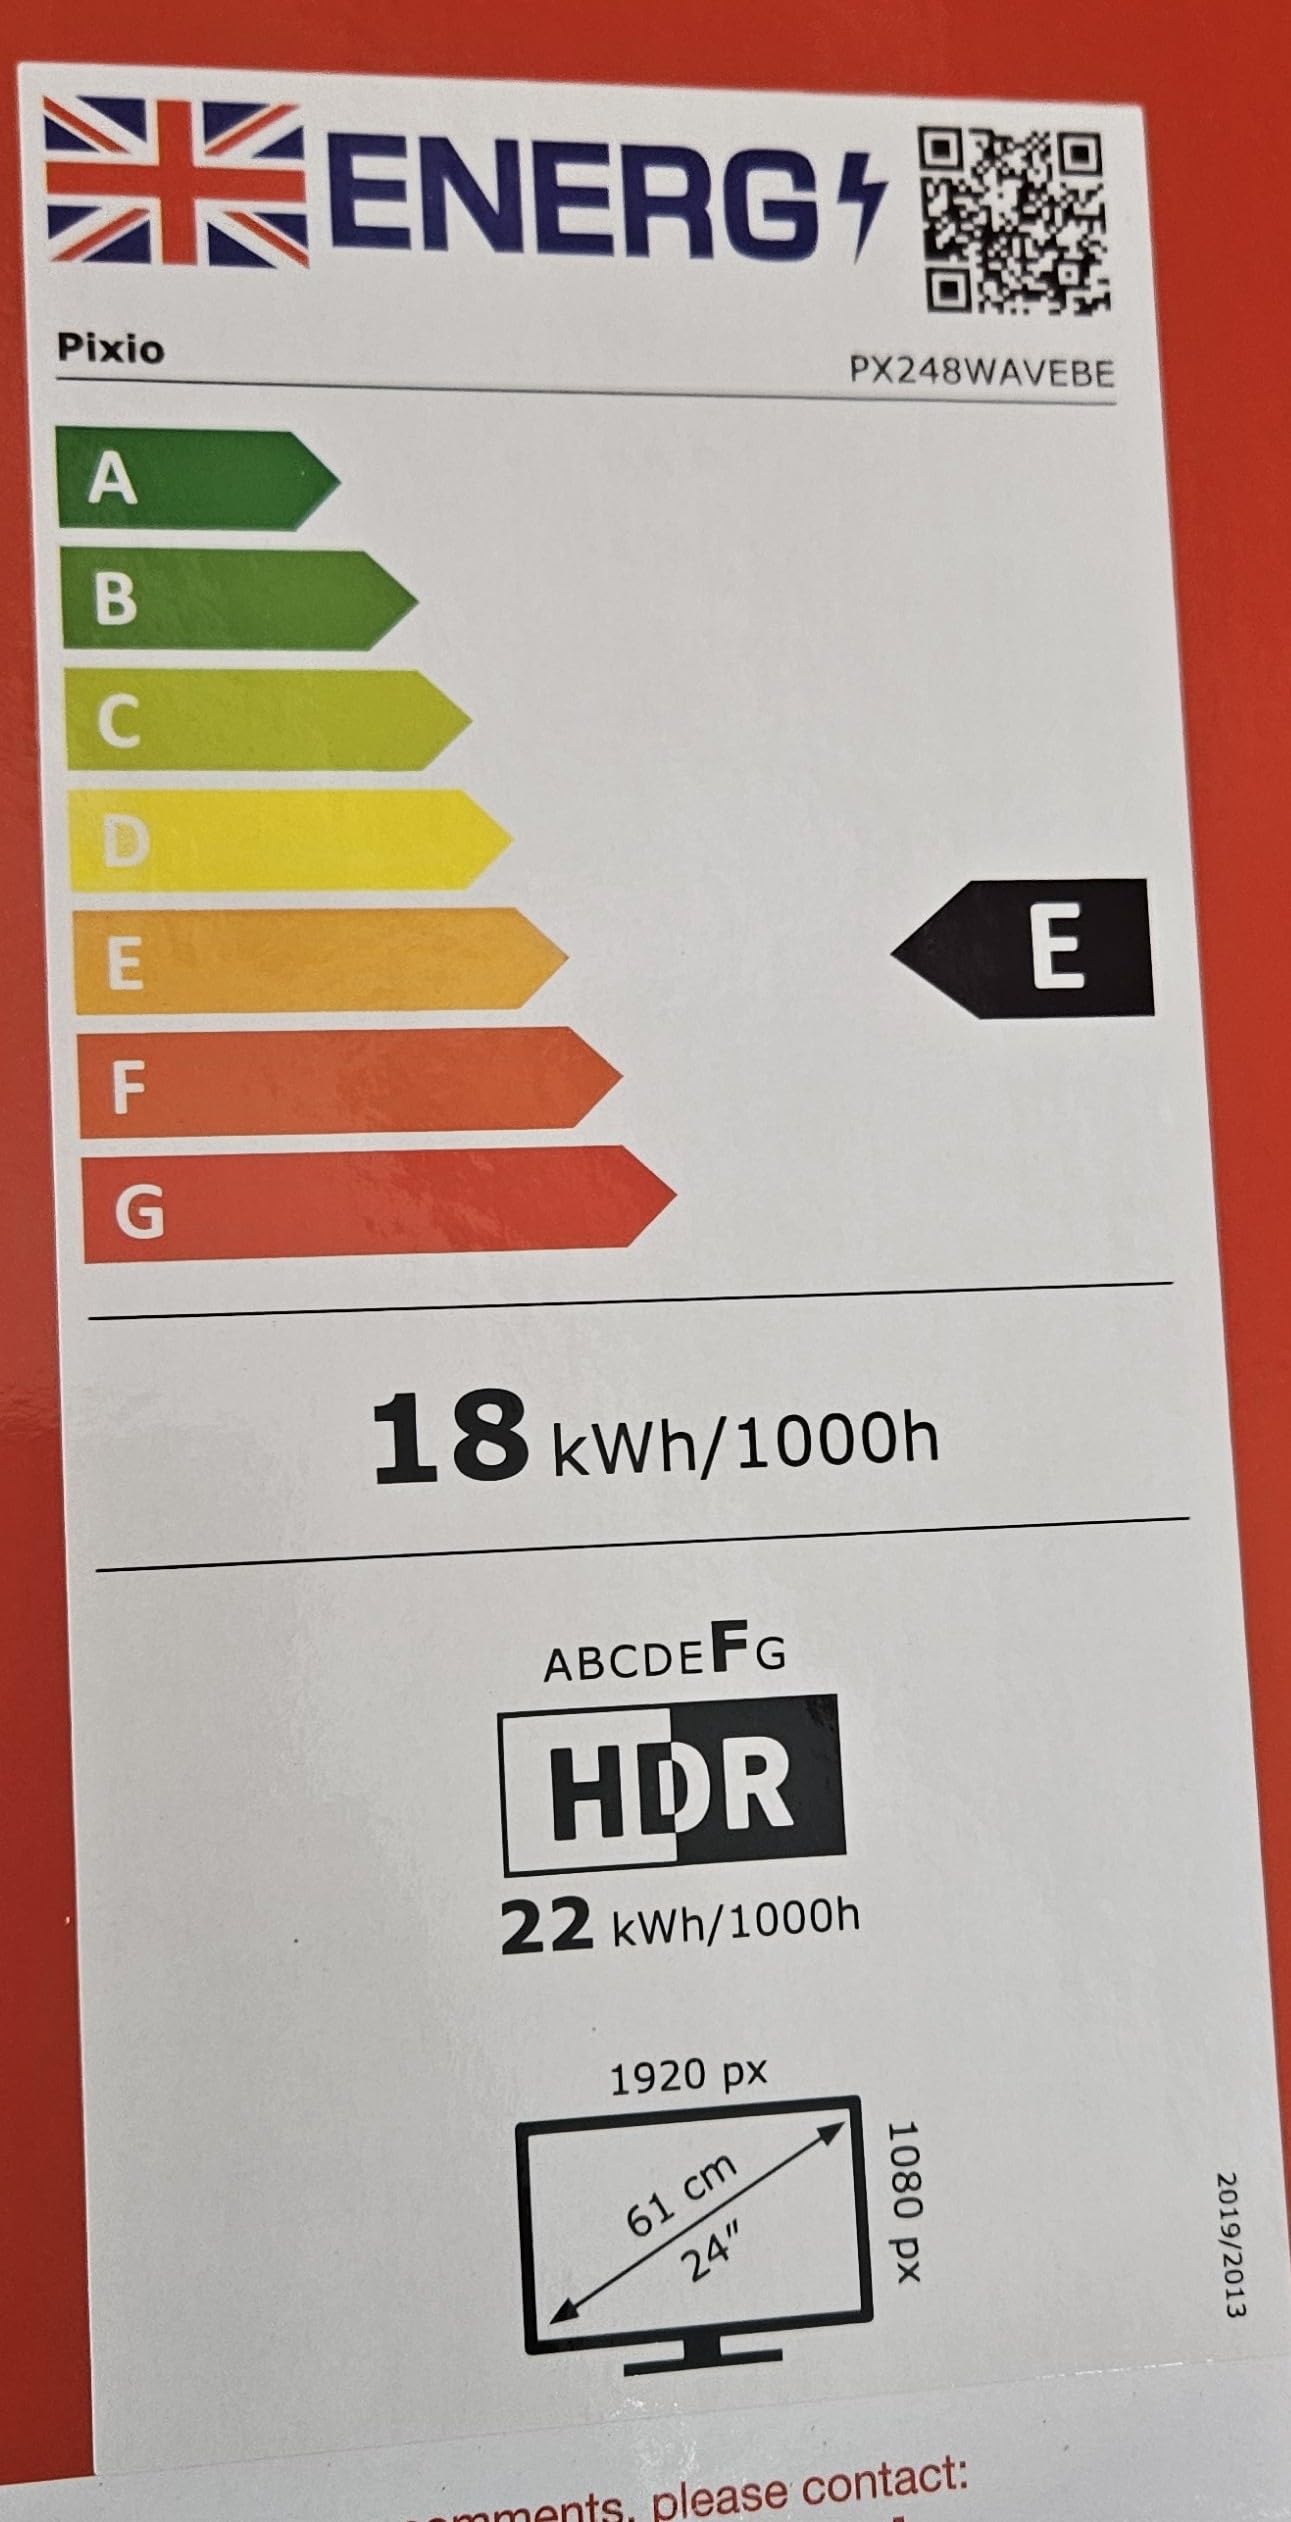 ENERG
Pixio
PX248WAVEBE
A
B
C
D
E
E
F
G
18 kWh/1000h
ABCDEFG
HDR
22 kWh/1000h
1920 px
1080 px
61 cm
24"
2019/2013
please contact: